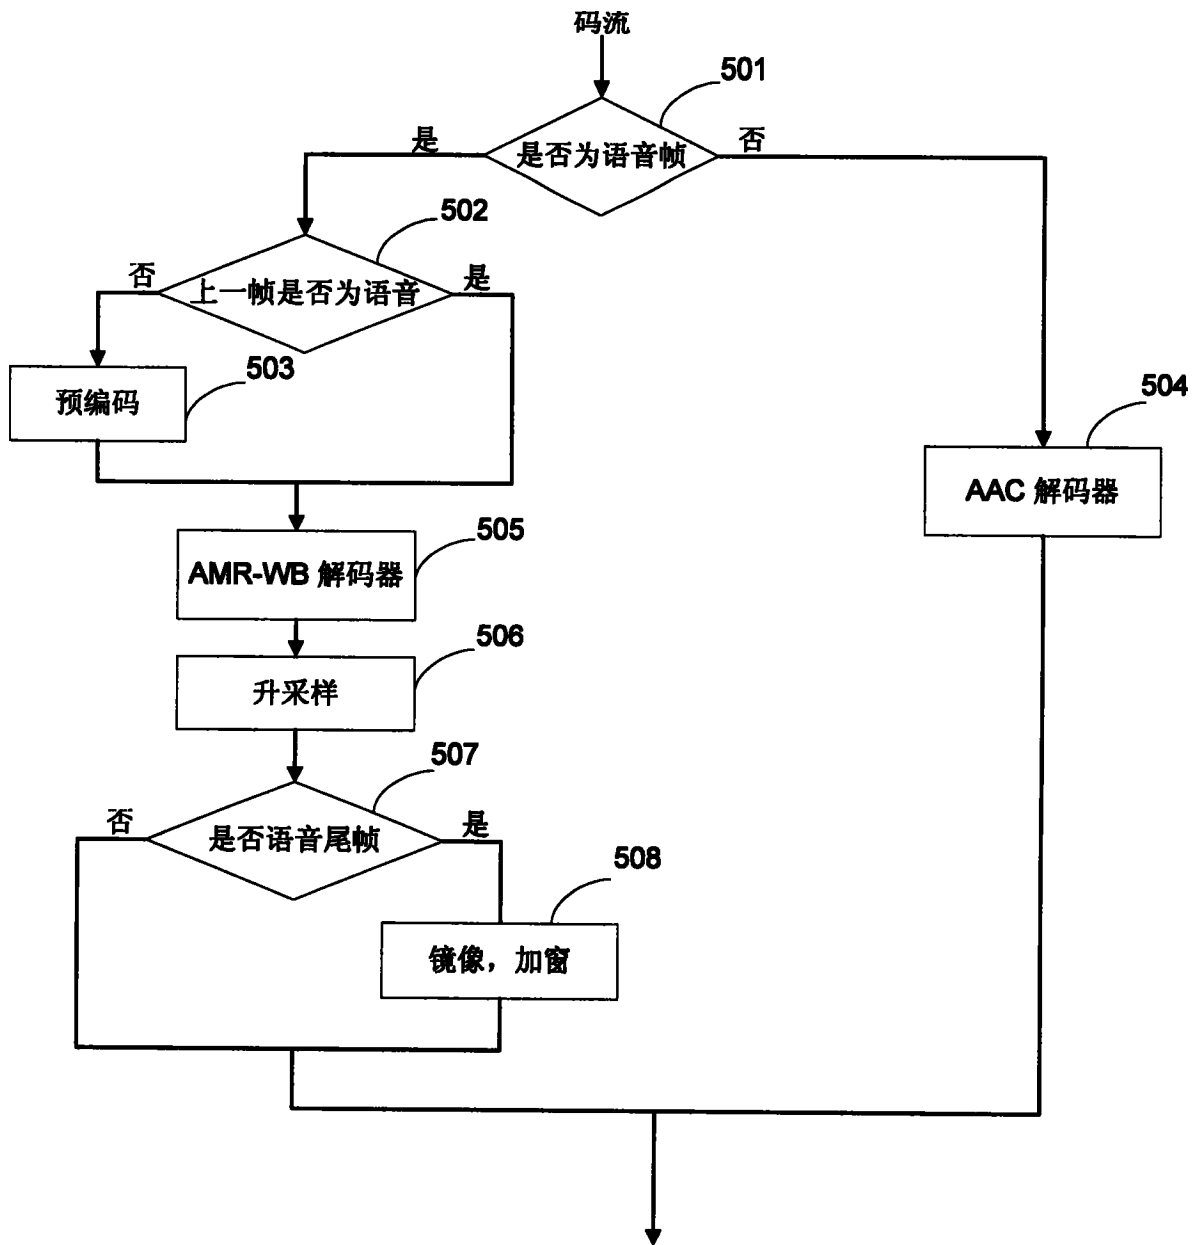 码流
501
是
否
是否为语音帧
502
否
是
上一帧是否为语音
503
预编码
504
AAC 解码器
505
AMR-WB 解码器
506
升采样
507
否
是
是否语音尾帧
508
镜像，加窗